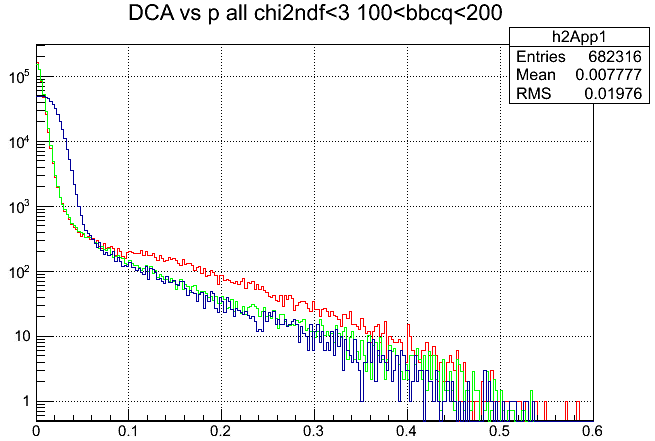 DCA vs p all chi2ndf<3 100<bbcq<200
h2App1
Entries 682316
Mean 0.007777
RMS 0.01976
10^5
10^4
10^3
10^2
10
1
0 0.1 0.2 0.3 0.4 0.5 0.6